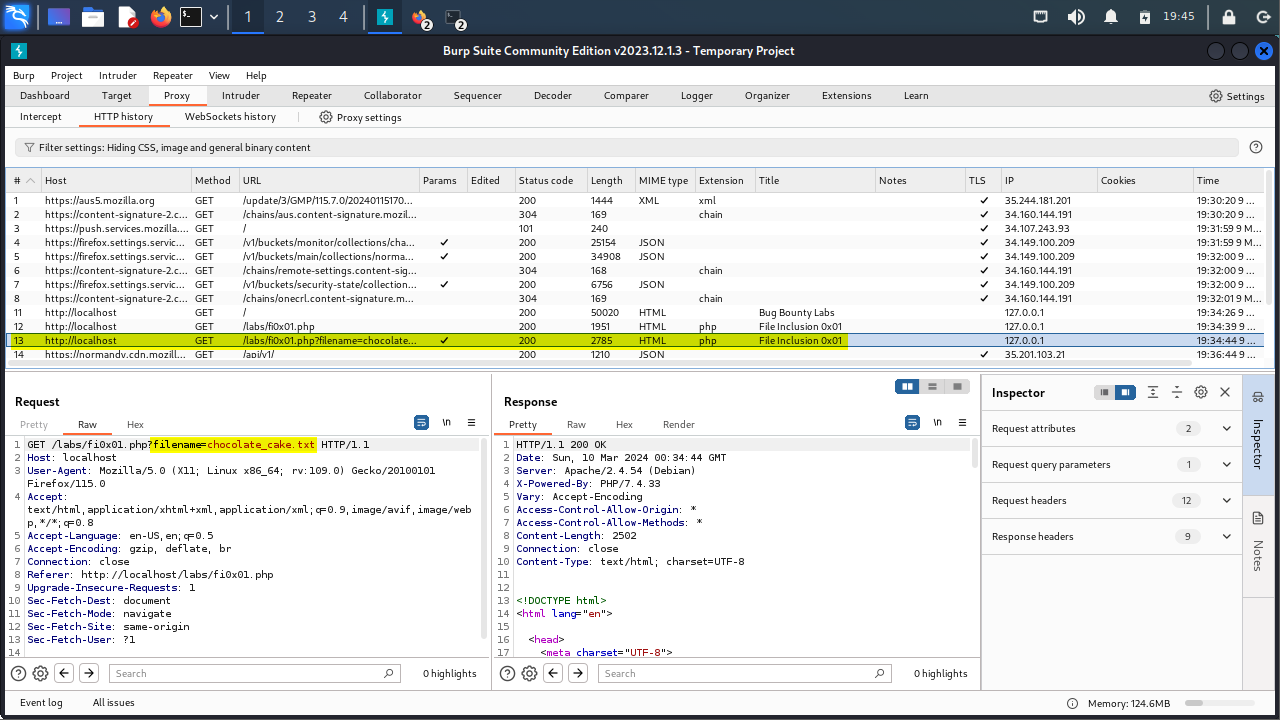 1 2 3 4 2 2 19:45
Burp Suite Community Edition v2023.12.1.3 - Temporary Project
Burp Project Intruder Repeater View Help
Dashboard Target Proxy Intruder Repeater Collaborator Sequencer Decoder Comparer Logger Organizer Extensions Learn Settings
Intercept HTTP history WebSockets history Proxy settings
Filter settings: Hiding CSS, image and general binary content
# Host Method URL Params Edited Status code Length MIME type Extension Title Notes TLS IP Cookies Time
1 https://aus5.mozilla.org GET /update/3/GMP/115.7.0/20240115170... 200 1444 XML xml ✓ 35.244.181.201 19:30:20 9 ...
2 https://content-signature-2.c... GET /chains/aus.content-signature.mozil... 304 169 chain ✓ 34.160.144.191 19:30:20 9 ...
3 https://push.services.mozilla.... GET / 101 240 ✓ 34.107.243.93 19:31:59 9 ...
4 https://firefox.settings.servic... GET /v1/buckets/monitor/collections/cha... ✓ 200 25154 JSON ✓ 34.149.100.209 19:31:59 9 M...
5 https://firefox.settings.servic... GET /v1/buckets/main/collections/norma... ✓ 200 34908 JSON ✓ 34.149.100.209 19:32:00 9 ...
6 https://content-signature-2.c... GET /chains/remote-settings.content-sig... 304 168 chain ✓ 34.160.144.191 19:32:00 9 ...
7 https://firefox.settings.servic... GET /v1/buckets/security-state/collection... ✓ 200 6756 JSON ✓ 34.149.100.209 19:32:00 9 ...
8 https://content-signature-2.c... GET /chains/onecrl.content-signature.m... 304 169 chain ✓ 34.160.144.191 19:32:01 9 M...
11 http://localhost GET / 200 50020 HTML Bug Bounty Labs 127.0.0.1 19:34:26 9 ...
12 http://localhost GET /labs/fi0x01.php 200 1951 HTML php File Inclusion 0x01 127.0.0.1 19:34:39 9 ...
13 http://localhost GET /labs/fi0x01.php?filename=chocolate... ✓ 200 2785 HTML php File Inclusion 0x01 127.0.0.1 19:34:44 9 ...
14 https://normandy.cdn.mozill... GET /api/v1/ 200 1210 JSON ✓ 35.201.103.21 19:36:44 9 ...
Request
Pretty Raw Hex \n
1 GET /labs/fi0x01.php?filename=chocolate_cake.txt HTTP/1.1
2 Host: localhost
3 User-Agent: Mozilla/5.0 (X11; Linux x86_64; rv:109.0) Gecko/20100101
Firefox/115.0
4 Accept:
text/html,application/xhtml+xml,application/xml;q=0.9,image/avif,image/web
p,*/*;q=0.8
5 Accept-Language: en-US,en;q=0.5
6 Accept-Encoding: gzip, deflate, br
7 Connection: close
8 Referer: http://localhost/labs/fi0x01.php
9 Upgrade-Insecure-Requests: 1
10 Sec-Fetch-Dest: document
11 Sec-Fetch-Mode: navigate
12 Sec-Fetch-Site: same-origin
13 Sec-Fetch-User: ?1
14
Search 0 highlights
Response
Pretty Raw Hex Render \n
1 HTTP/1.1 200 OK
2 Date: Sun, 10 Mar 2024 00:34:44 GMT
3 Server: Apache/2.4.54 (Debian)
4 X-Powered-By: PHP/7.4.33
5 Vary: Accept-Encoding
6 Access-Control-Allow-Origin: *
7 Access-Control-Allow-Methods: *
8 Content-Length: 2502
9 Connection: close
10 Content-Type: text/html; charset=UTF-8
11
12
13 <!DOCTYPE html>
14 <html lang="en">
15
16 <head>
17 <meta charset="UTF-8">
Search 0 highlights
Inspector
Request attributes 2
Request query parameters 1
Request headers 12
Response headers 9
Inspector
Notes
Event log All issues Memory: 124.6MB